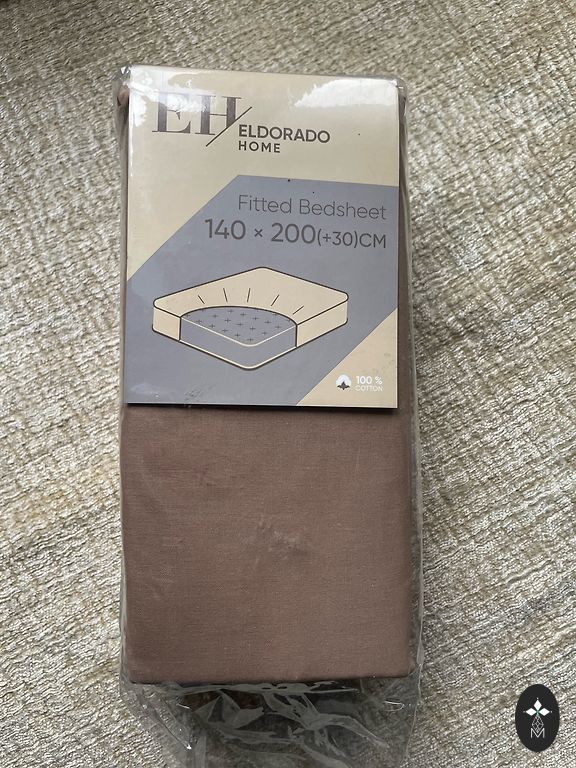 EH
ELDORADO
HOME
Fitted Bedsheet
140 × 200(+30)CM
100 %
COTTON
M